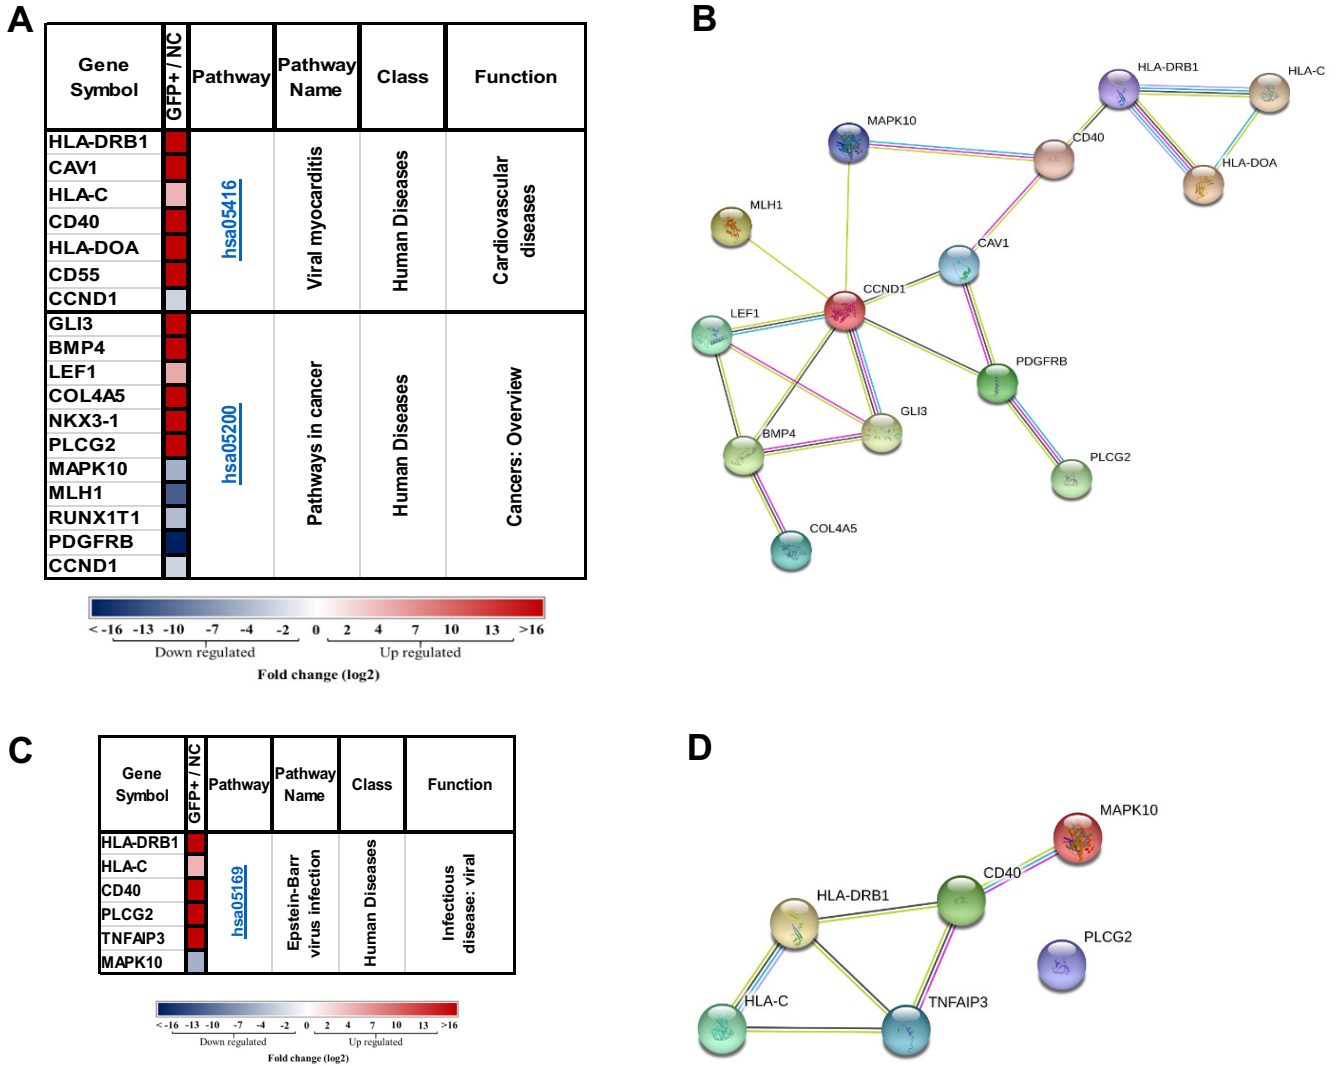 A
Gene Symbol
GFP+ / NC
Pathway
Pathway Name
Class
Function
HLA-DRB1
CAV1
HLA-C
CD40
HLA-DOA
CD55
CCND1
hsa05416
Viral myocarditis
Human Diseases
Cardiovascular diseases
GLI3
BMP4
LEF1
COL4A5
NKX3-1
PLCG2
MAPK10
MLH1
RUNX1T1
PDGFRB
CCND1
hsa05200
Pathways in cancer
Human Diseases
Cancers: Overview
< -16 -13 -10 -7 -4 -2 0 2 4 7 10 13 >16
Down regulated Up regulated
Fold change (log2)
B
HLA-DRB1
HLA-C
MAPK10
CD40
HLA-DOA
MLH1
CAV1
CCND1
LEF1
PDGFRB
GLI3
BMP4
PLCG2
COL4A5
C
Gene Symbol
GFP+ / NC
Pathway
Pathway Name
Class
Function
HLA-DRB1
HLA-C
CD40
PLCG2
TNFAIP3
MAPK10
hsa05169
Epstein-Barr virus infection
Human Diseases
Infectious disease: viral
< -16 -13 -10 -7 -4 -2 0 2 4 7 10 13 >16
Down regulated Up regulated
Fold change (log2)
D
MAPK10
CD40
HLA-DRB1
PLCG2
HLA-C
TNFAIP3